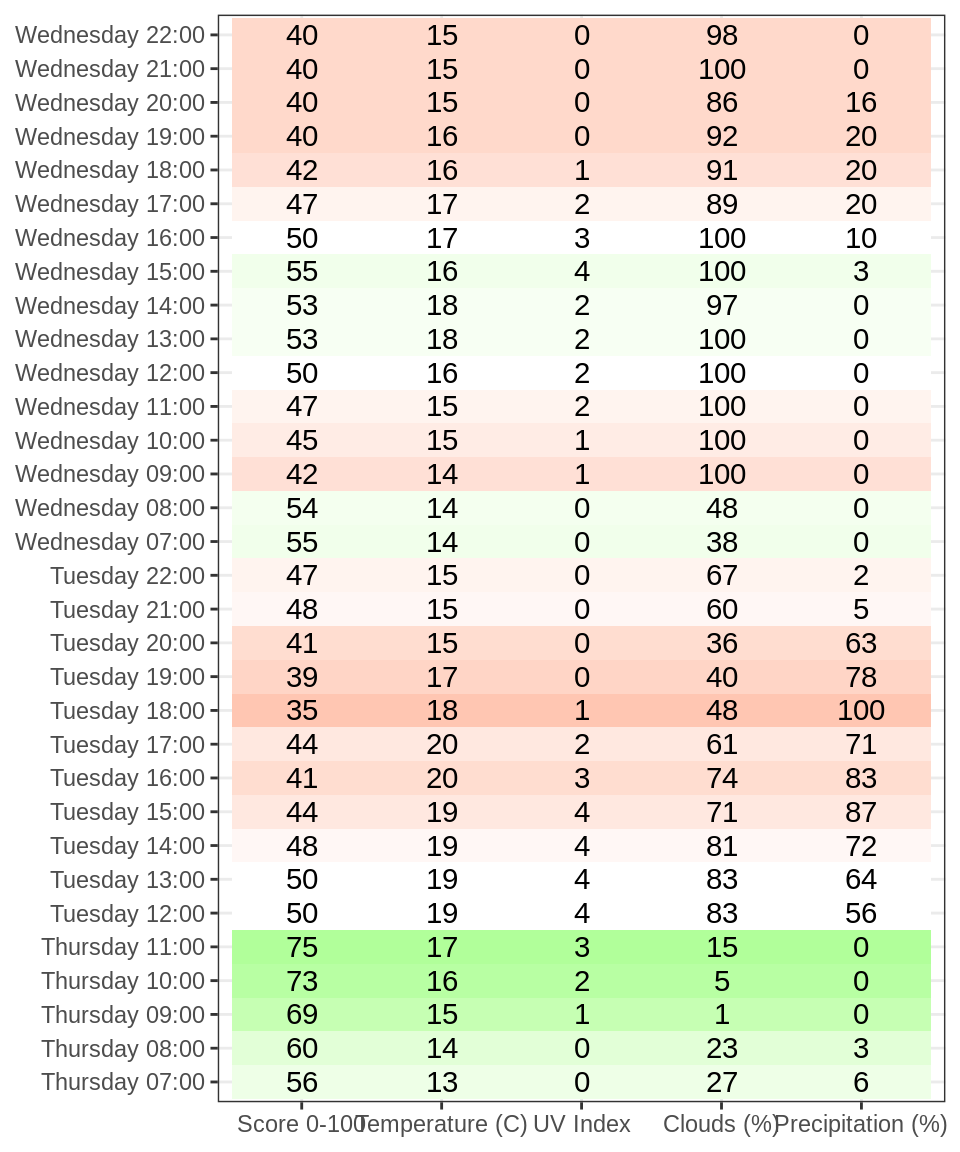 Wednesday 22:00 40 15 0 98 0
Wednesday 21:00 40 15 0 100 0
Wednesday 20:00 40 15 0 86 16
Wednesday 19:00 40 16 0 92 20
Wednesday 18:00 42 16 1 91 20
Wednesday 17:00 47 17 2 89 20
Wednesday 16:00 50 17 3 100 10
Wednesday 15:00 55 16 4 100 3
Wednesday 14:00 53 18 2 97 0
Wednesday 13:00 53 18 2 100 0
Wednesday 12:00 50 16 2 100 0
Wednesday 11:00 47 15 2 100 0
Wednesday 10:00 45 15 1 100 0
Wednesday 09:00 42 14 1 100 0
Wednesday 08:00 54 14 0 48 0
Wednesday 07:00 55 14 0 38 0
Tuesday 22:00 47 15 0 67 2
Tuesday 21:00 48 15 0 60 5
Tuesday 20:00 41 15 0 36 63
Tuesday 19:00 39 17 0 40 78
Tuesday 18:00 35 18 1 48 100
Tuesday 17:00 44 20 2 61 71
Tuesday 16:00 41 20 3 74 83
Tuesday 15:00 44 19 4 71 87
Tuesday 14:00 48 19 4 81 72
Tuesday 13:00 50 19 4 83 64
Tuesday 12:00 50 19 4 83 56
Thursday 11:00 75 17 3 15 0
Thursday 10:00 73 16 2 5 0
Thursday 09:00 69 15 1 1 0
Thursday 08:00 60 14 0 23 3
Thursday 07:00 56 13 0 27 6
Score 0-100 Temperature (C) UV Index Clouds (%) Precipitation (%)